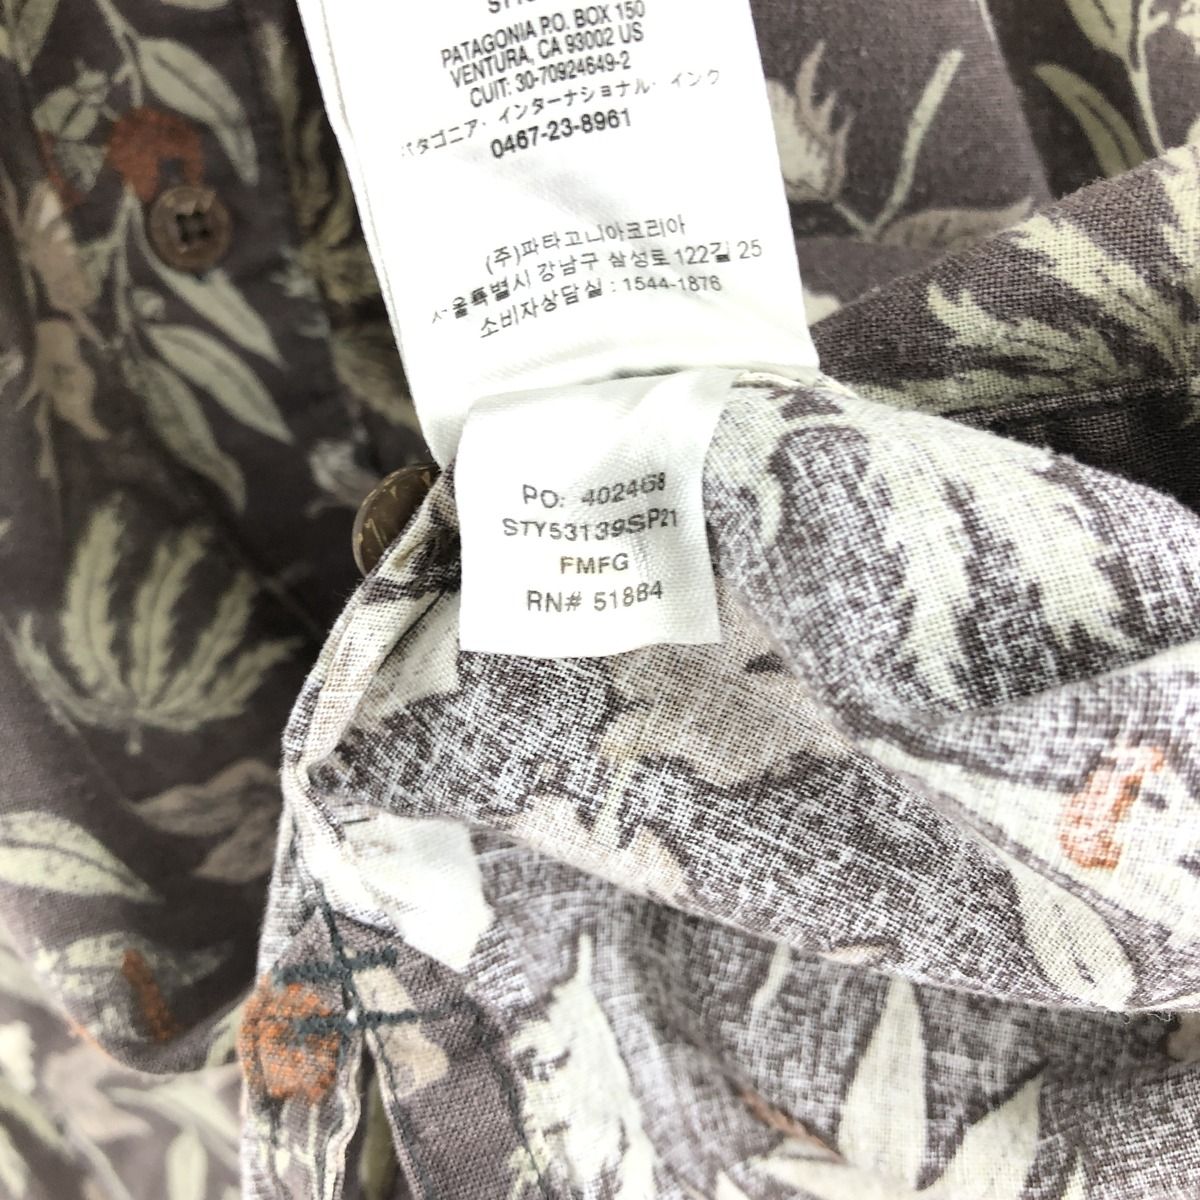 PATAGONIA P.O. BOX 150
VENTURA, CA 93002 US
CUIT: 30-70924649-2
パタゴニア・インターナショナル・インク
0467-23-8961
(주)파타고니아코리아
서울특별시 강남구 삼성로 122길 25
소비자상담실 : 1544-1876
PO: 402468
STY53139SP21
FMFG
RN# 51884